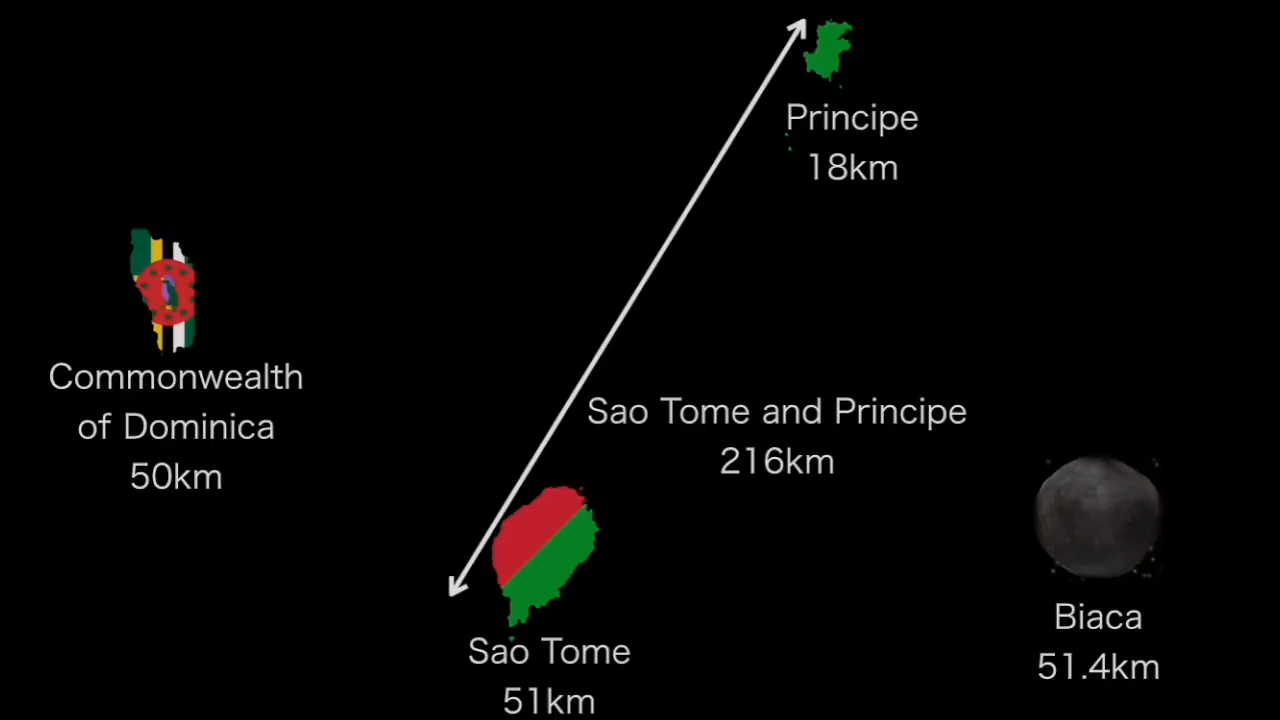 Principe
18km
Commonwealth
of Dominica
50km
Sao Tome and Principe
216km
Sao Tome
51km
Biaca
51.4km